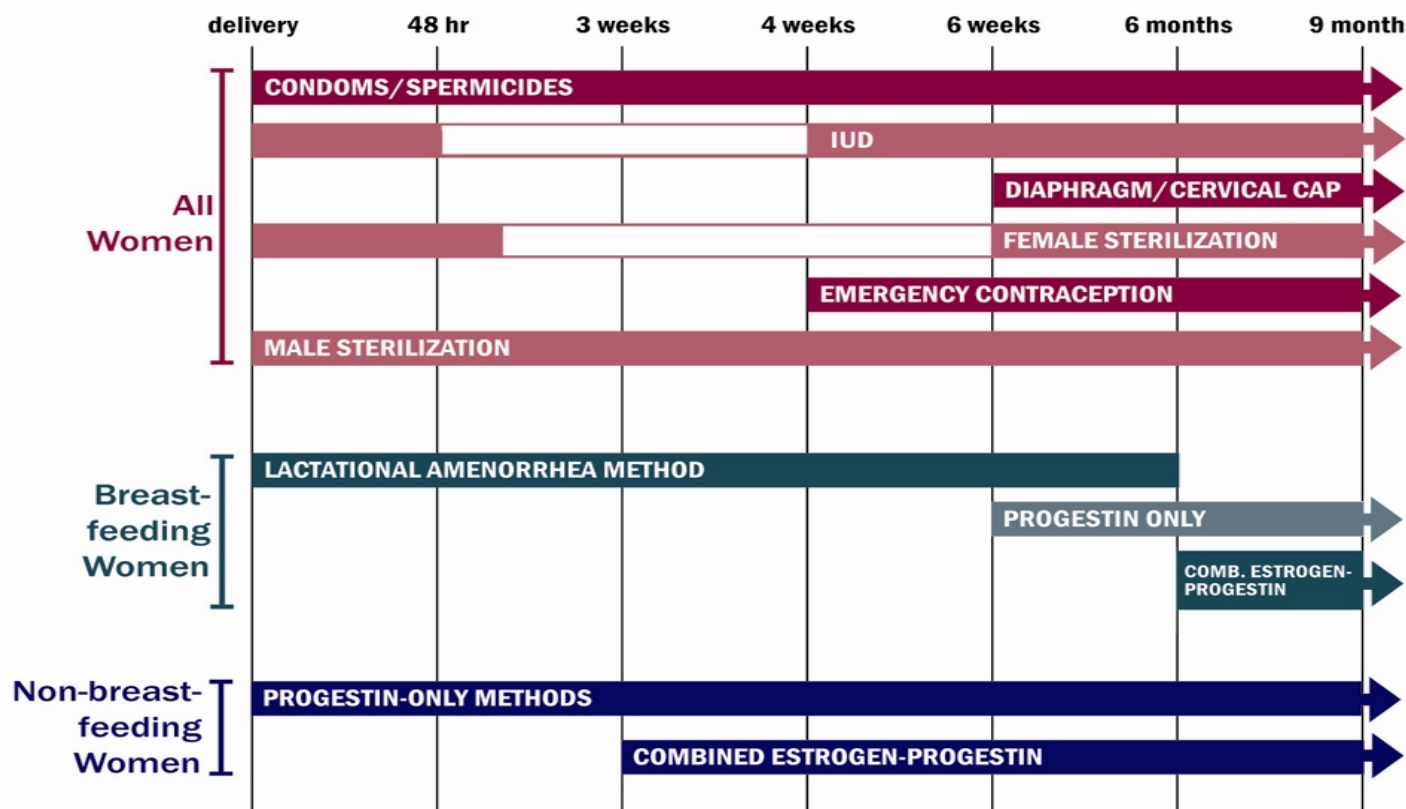 delivery 48 hr 3 weeks 4 weeks 6 weeks 6 months 9 month
All
Women
CONDOMS/SPERMICIDES
IUD
DIAPHRAGM/CERVICAL CAP
FEMALE STERILIZATION
EMERGENCY CONTRACEPTION
MALE STERILIZATION
Breast-
feeding
Women
LACTATIONAL AMENORRHEA METHOD
PROGESTIN ONLY
COMB. ESTROGEN-
PROGESTIN
Non-breast-
feeding
Women
PROGESTIN-ONLY METHODS
COMBINED ESTROGEN-PROGESTIN